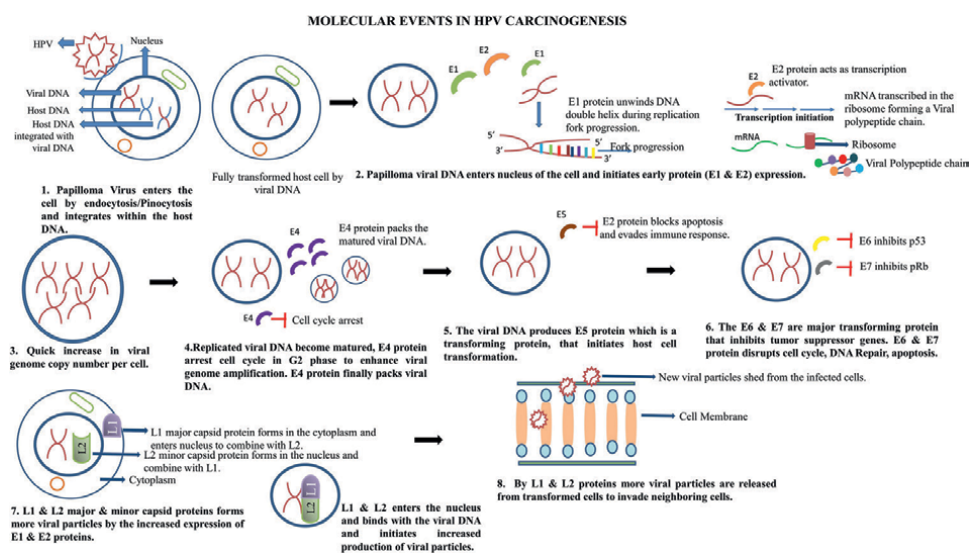 MOLECULAR EVENTS IN HPV CARCINOGENESIS
HPV
Nucleus
Viral DNA
Host DNA
Host DNA
integrated with
viral DNA
1. Papilloma Virus enters the
cell by endocytosis/Pinocytosis
and integrates within the host
DNA.
Fully transformed host cell by
viral DNA
E1
E2
E1
E1 protein unwinds DNA
double helix during replication
fork progression.
5'
3'
5'
3'
Fork progression
E2
E2 protein acts as transcription
activator.
Transcription initiation
mRNA transcribed in the
ribosome forming a Viral
polypeptide chain.
mRNA
Ribosome
Viral Polypeptide chain
2. Papilloma viral DNA enters nucleus of the cell and initiates early protein (E1 & E2) expression.
3. Quick increase in viral
genome copy number per cell.
E4
E4 protein packs the
matured viral DNA.
E4
Cell cycle arrest
4.Replicated viral DNA become matured, E4 protein
arrest cell cycle in G2 phase to enhance viral
genome amplification. E4 protein finally packs viral
DNA.
E5
E2 protein blocks apoptosis
and evades immune response.
5. The viral DNA produces E5 protein which is a
transforming protein, that initiates host cell
transformation.
E6 inhibits p53
E7 inhibits pRb
6. The E6 & E7 are major transforming protein
that inhibits tumor suppressor genes. E6 & E7
protein disrupts cell cycle, DNA Repair, apoptosis.
L1
L2
L1 major capsid protein forms in the cytoplasm and
enters nucleus to combine with L2.
L2 minor capsid protein forms in the nucleus and
combine with L1.
Cytoplasm
7. L1 & L2 major & minor capsid proteins forms
more viral particles by the increased expression of
E1 & E2 proteins.
L2 L1
L1 & L2 enters the nucleus
and binds with the viral DNA
and initiates increased
production of viral particles.
New viral particles shed from the infected cells.
Cell Membrane
8. By L1 & L2 proteins more viral particles are released
from transformed cells to invade neighboring cells.